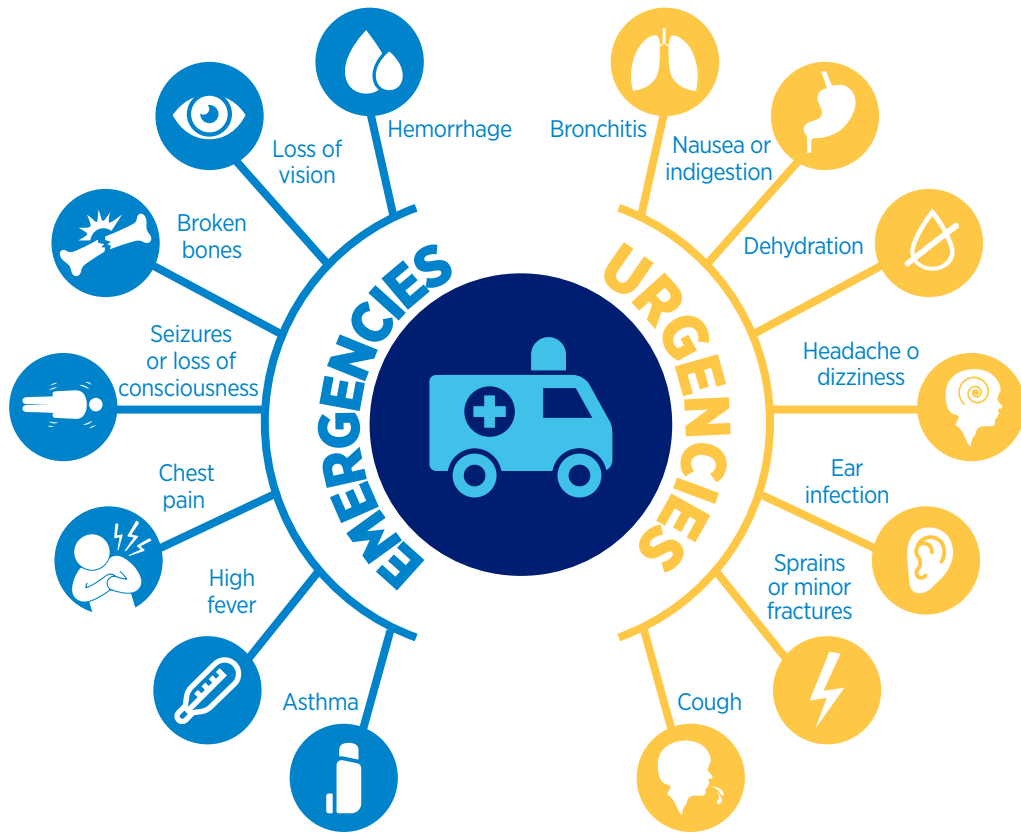 Hemorrhage
Loss of
vision
Broken
bones
Seizures
or loss of
consciousness
Chest
pain
High
fever
Asthma
EMERGENCIES
URGENCIES
Bronchitis
Nausea or
indigestion
Dehydration
Headache o
dizziness
Ear
infection
Sprains
or minor
fractures
Cough